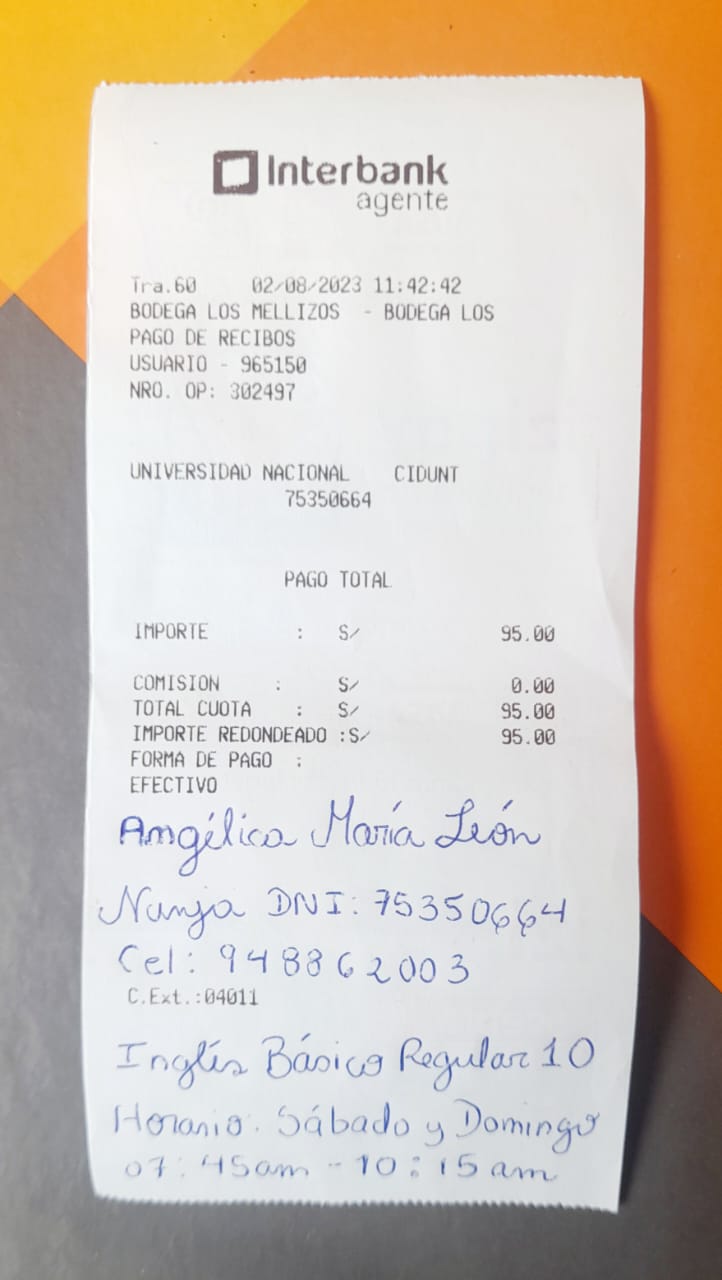 Interbank
agente
Tra.60 02/08/2023 11:42:42
BODEGA LOS MELLIZOS - BODEGA LOS
PAGO DE RECIBOS
USUARIO - 965150
NRO. OP: 302497
UNIVERSIDAD NACIONAL CIDUNT
75350664
PAGO TOTAL
IMPORTE : S/ 95.00
COMISION : S/ 0.00
TOTAL CUOTA : S/ 95.00
IMPORTE REDONDEADO :S/ 95.00
FORMA DE PAGO :
EFECTIVO
Angélica María León
Nunja DNI: 75350664
Cel: 948862003
C.Ext.:04011
Inglés Básico Regular 10
Horario. Sábado y Domingo
07:45am - 10:15am